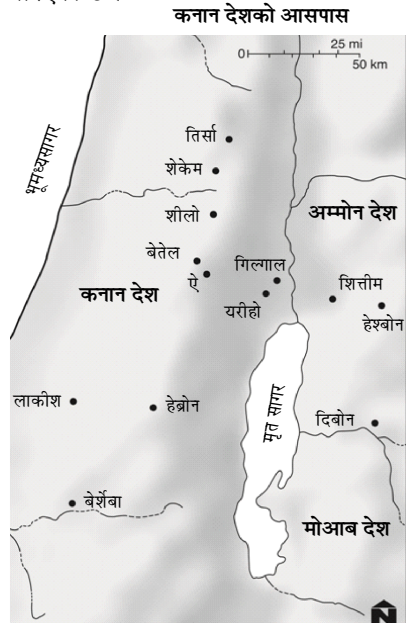 कनान देशको आसपास
0 25 mi
50 km
भूमध्यसागर
तिर्सा
शेकेम
शीलो
अम्मोन देश
बेतेल
ऐ
गिल्गाल
यरीहो
शित्तीम
हेश्बोन
कनान देश
लाकीश
हेब्रोन
मृत सागर
दिबोन
बेर्शेबा
मोआब देश
N